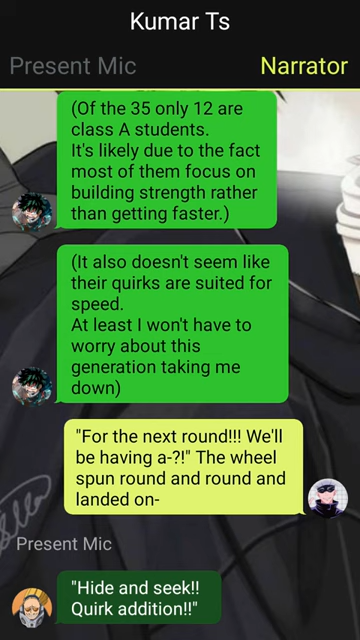 Kumar Ts
Present Mic
Narrator
(Of the 35 only 12 are
class A students.
It's likely due to the fact
most of them focus on
building strength rather
than getting faster.)
(It also doesn't seem like
their quirks are suited for
speed.
At least I won't have to
worry about this
generation taking me
down)
"For the next round!!! We'll
be having a-?!" The wheel
spun round and round and
landed on-
Present Mic
"Hide and seek!!
Quirk addition!!"